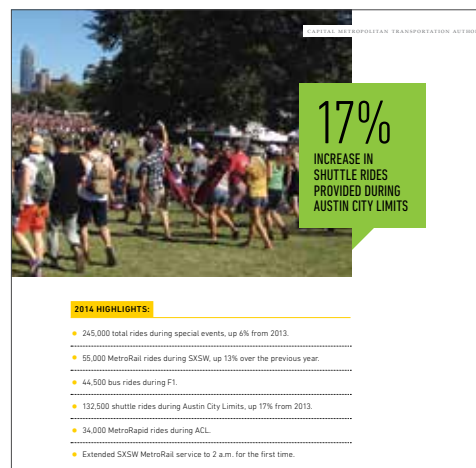 CAPITAL METROPOLITAN TRANSPORTATION
17%
INCREASE IN
SHUTTLE RIDES
PROVIDED DURING
AUSTIN CITY LIMITS
2014 HIGHLIGHTS:
245,000 total rides during special events, up 6% from 2013.
55,000 MetroRail rides during SXSW, up 13% over the previous year.
44,500 bus rides during F1.
132,500 shuttle rides during Austin City Limits, up 17% from 2013.
34,000 MetroRapid rides during ACL.
Extended SXSW MetroRail service to 2 a.m. for the first time.